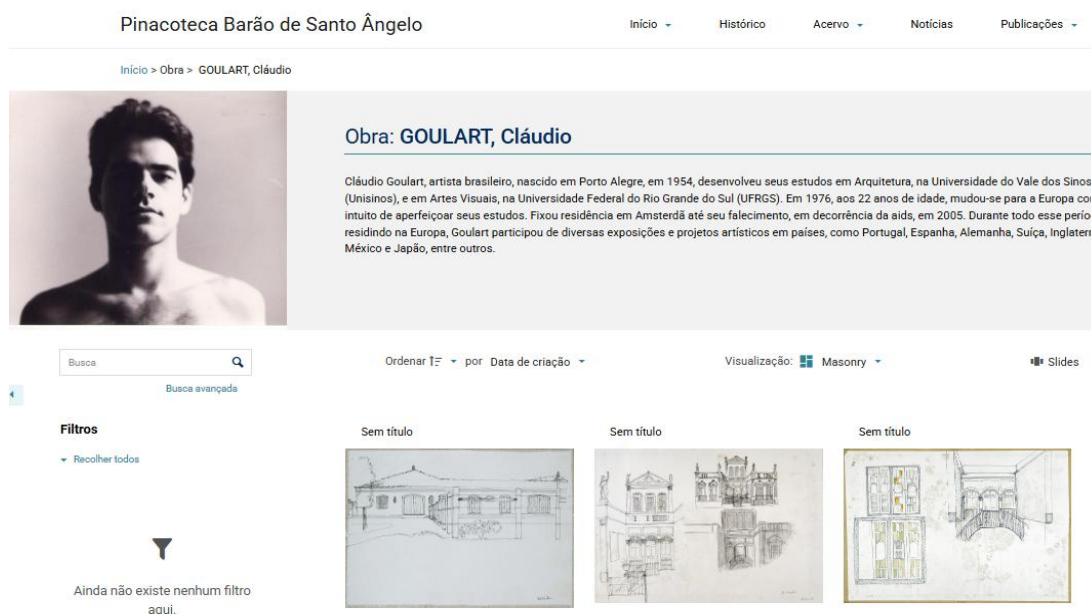 Pinacoteca Barão de Santo Ângelo
Início
Histórico
Acervo
Notícias
Publicações
Início > Obra > GOULART, Cláudio
Obra: GOULART, Cláudio
Cláudio Goulart, artista brasileiro, nascido em Porto Alegre, em 1954, desenvolveu seus estudos em Arquitetura, na Universidade do Vale dos Sinos
(Unisinos), e em Artes Visuais, na Universidade Federal do Rio Grande do Sul (UFRGS). Em 1976, aos 22 anos de idade, mudou-se para a Europa co
intuito de aperfeiçoar seus estudos. Fixou residência em Amsterdã até seu falecimento, em decorrência da aids, em 2005. Durante todo esse perío
residindo na Europa, Goulart participou de diversas exposições e projetos artísticos em países, como Portugal, Espanha, Alemanha, Suíça, Inglater
México e Japão, entre outros.
Busca
Busca avançada
Ordenar por Data de criação
Visualização: Masonry
Slides
Filtros
Recolher todos
Ainda não existe nenhum filtro
aqui.
Sem título
Sem título
Sem título